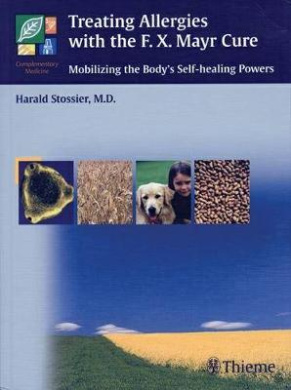 Complementary
Medicine
Treating Allergies
with the F. X. Mayr Cure
Mobilizing the Body's Self-healing Powers
Harald Stossier, M.D.
Thieme